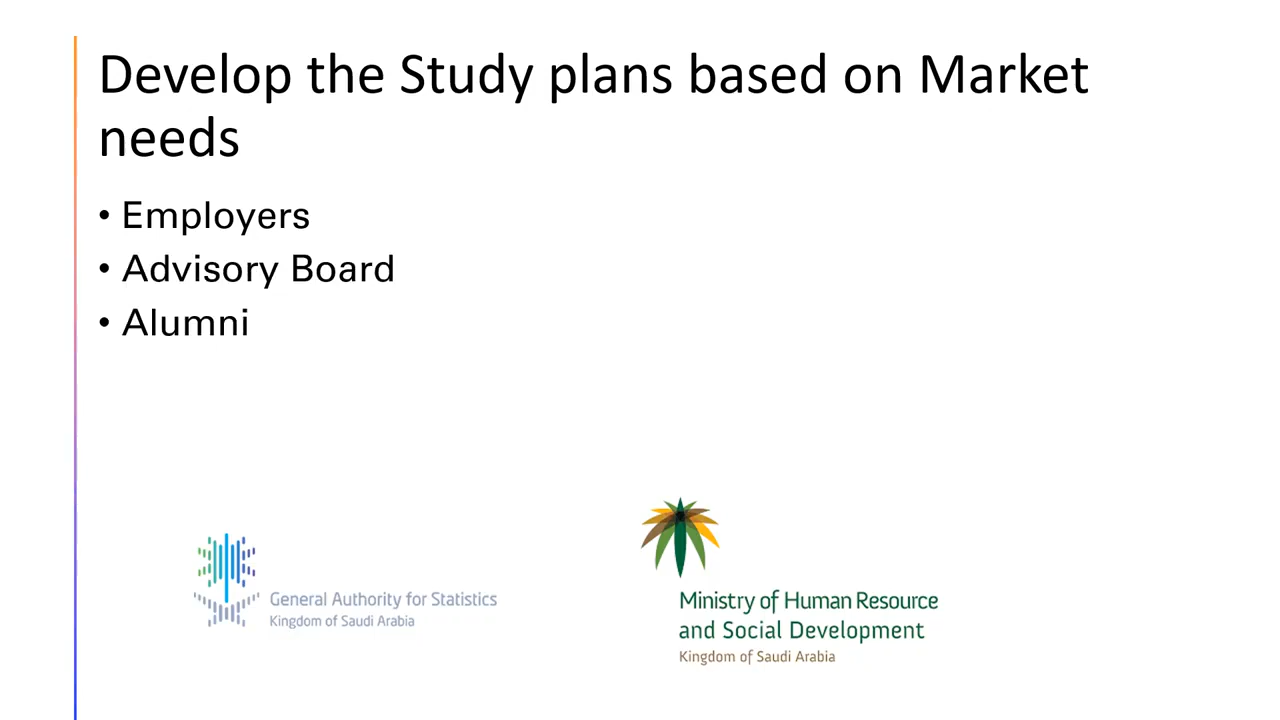 Develop the Study plans based on Market
needs
• Employers
• Advisory Board
• Alumni
General Authority for Statistics
Kingdom of Saudi Arabia
Ministry of Human Resource
and Social Development
Kingdom of Saudi Arabia